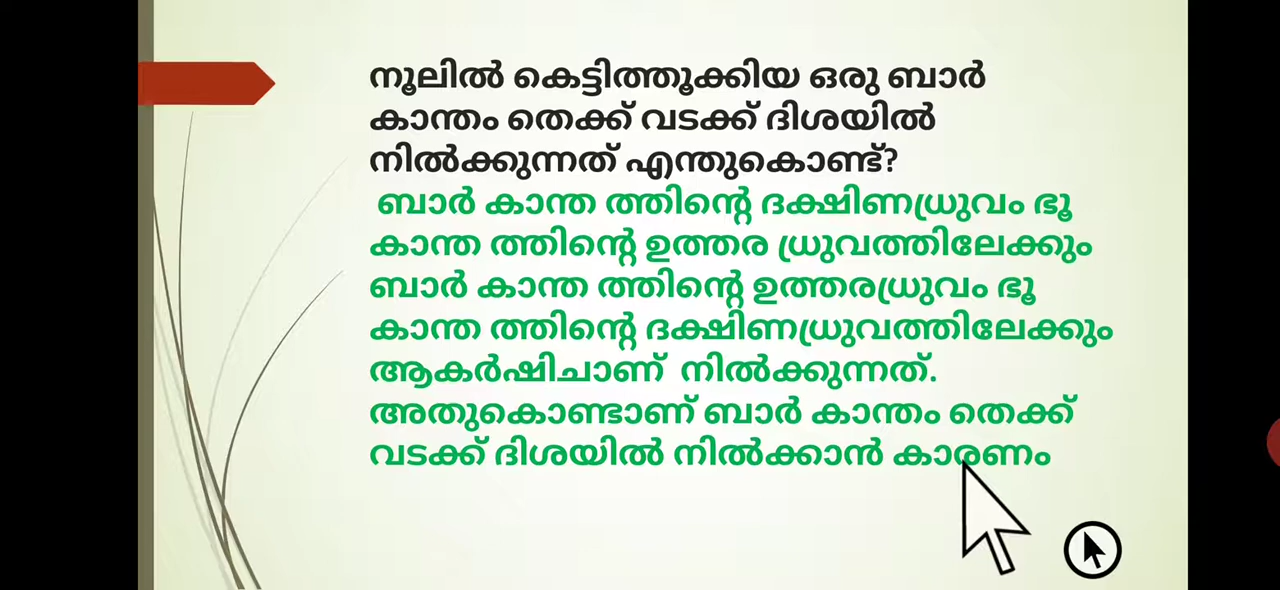 നൂലിൽ കെട്ടിത്തൂക്കിയ ഒരു ബാർ
കാന്തം തെക്ക് വടക്ക് ദിശയിൽ
നിൽക്കുന്നത് എന്തുകൊണ്ട്?
ബാർ കാന്ത ത്തിന്റെ ദക്ഷിണധ്രുവം ഭൂ
കാന്ത ത്തിന്റെ ഉത്തര ധ്രുവത്തിലേക്കും
ബാർ കാന്ത ത്തിന്റെ ഉത്തരധ്രുവം ഭൂ
കാന്ത ത്തിന്റെ ദക്ഷിണധ്രുവത്തിലേക്കും
ആകർഷിചാണ് നിൽക്കുന്നത്.
അതുകൊണ്ടാണ് ബാർ കാന്തം തെക്ക്
വടക്ക് ദിശയിൽ നിൽക്കാൻ കാരണം